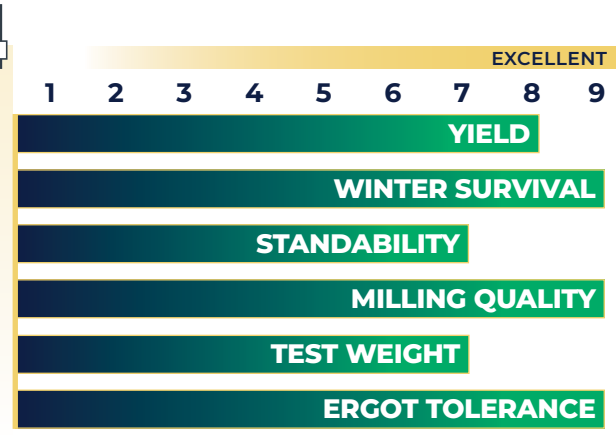 EXCELLENT
1 2 3 4 5 6 7 8 9
YIELD
WINTER SURVIVAL
STANDABILITY
MILLING QUALITY
TEST WEIGHT
ERGOT TOLERANCE